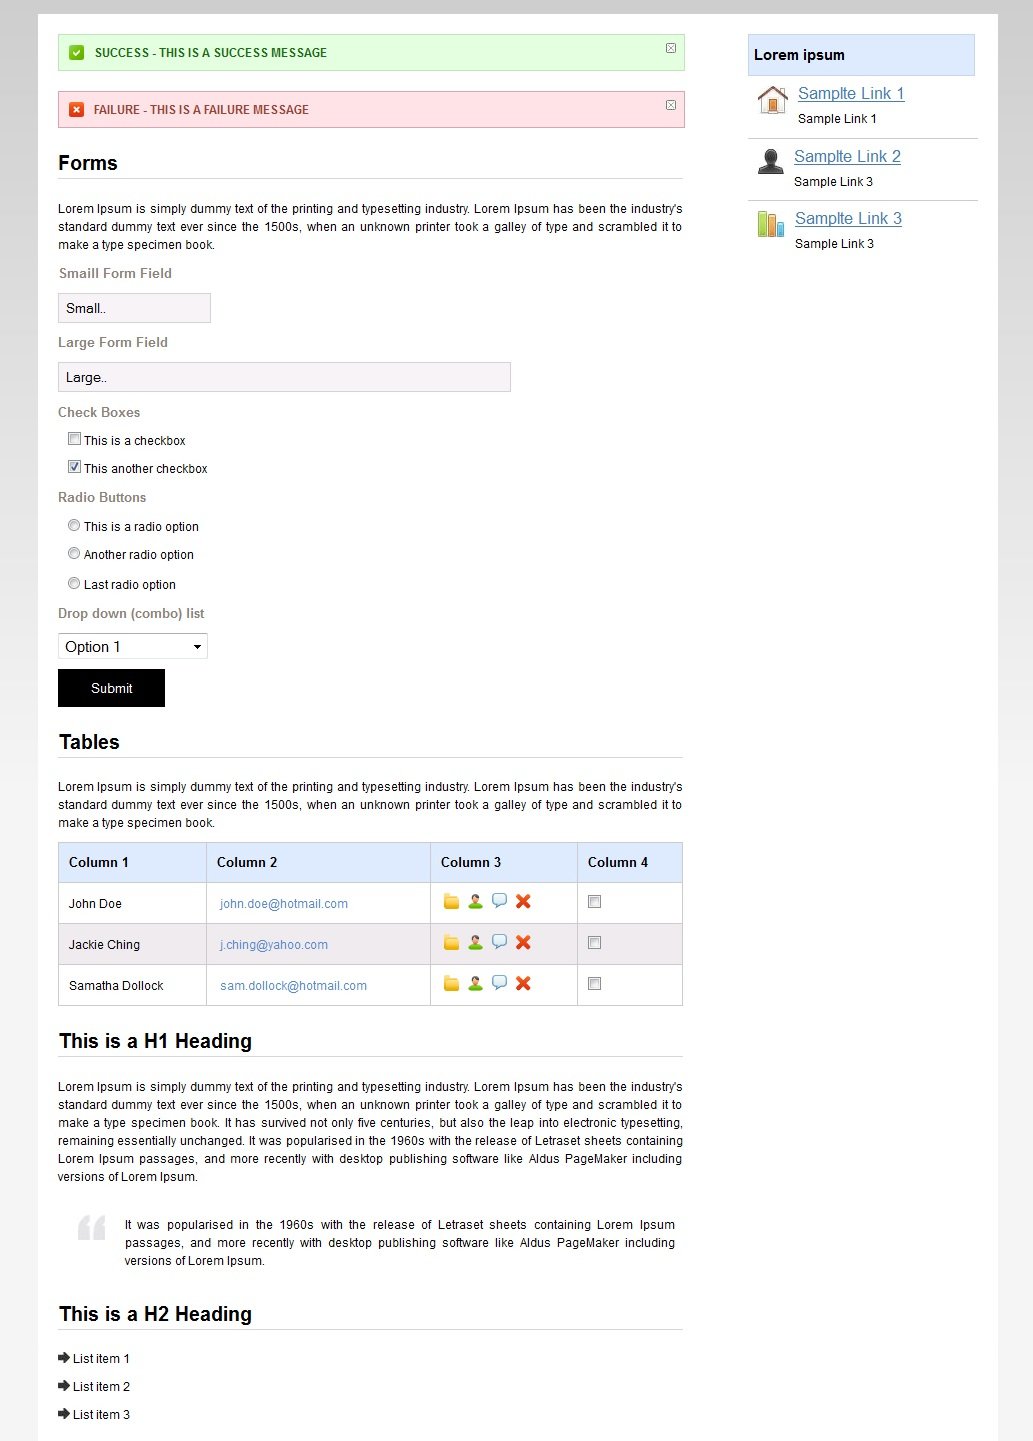 SUCCESS - THIS IS A SUCCESS MESSAGE
FAILURE - THIS IS A FAILURE MESSAGE
Forms
Lorem Ipsum is simply dummy text of the printing and typesetting industry. Lorem Ipsum has been the industry's
standard dummy text ever since the 1500s, when an unknown printer took a galley of type and scrambled it to
make a type specimen book.
Smaill Form Field
Small..
Large Form Field
Large..
Check Boxes
This is a checkbox
This another checkbox
Radio Buttons
This is a radio option
Another radio option
Last radio option
Drop down (combo) list
Option 1
Submit
Tables
Lorem Ipsum is simply dummy text of the printing and typesetting industry. Lorem Ipsum has been the industry's
standard dummy text ever since the 1500s, when an unknown printer took a galley of type and scrambled it to
make a type specimen book.
Column 1 Column 2 Column 3 Column 4
John Doe john.doe@hotmail.com
Jackie Ching j.ching@yahoo.com
Samatha Dollock sam.dollock@hotmail.com
This is a H1 Heading
Lorem Ipsum is simply dummy text of the printing and typesetting industry. Lorem Ipsum has been the industry's
standard dummy text ever since the 1500s, when an unknown printer took a galley of type and scrambled it to
make a type specimen book. It has survived not only five centuries, but also the leap into electronic typesetting,
remaining essentially unchanged. It was popularised in the 1960s with the release of Letraset sheets containing
Lorem Ipsum passages, and more recently with desktop publishing software like Aldus PageMaker including
versions of Lorem Ipsum.
It was popularised in the 1960s with the release of Letraset sheets containing Lorem Ipsum
passages, and more recently with desktop publishing software like Aldus PageMaker including
versions of Lorem Ipsum.
This is a H2 Heading
List item 1
List item 2
List item 3
Lorem ipsum
Samplte Link 1
Sample Link 1
Samplte Link 2
Sample Link 3
Samplte Link 3
Sample Link 3